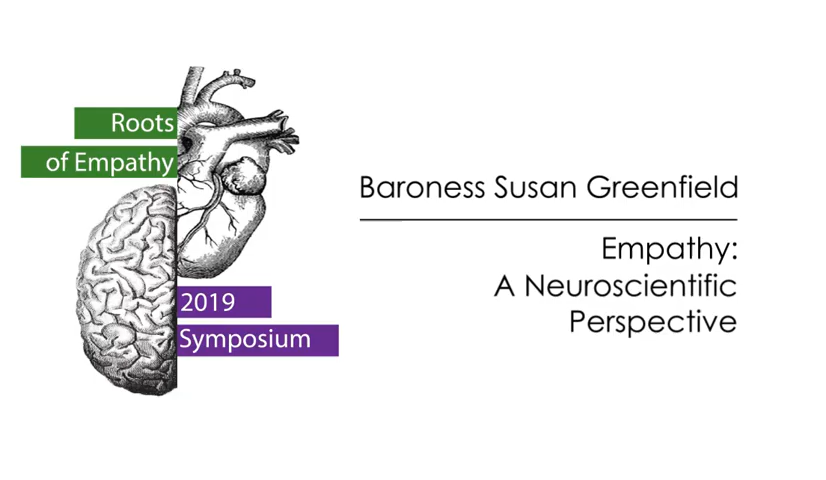 Roots
of Empathy
2019
Symposium
Baroness Susan Greenfield
Empathy:
A Neuroscientific
Perspective